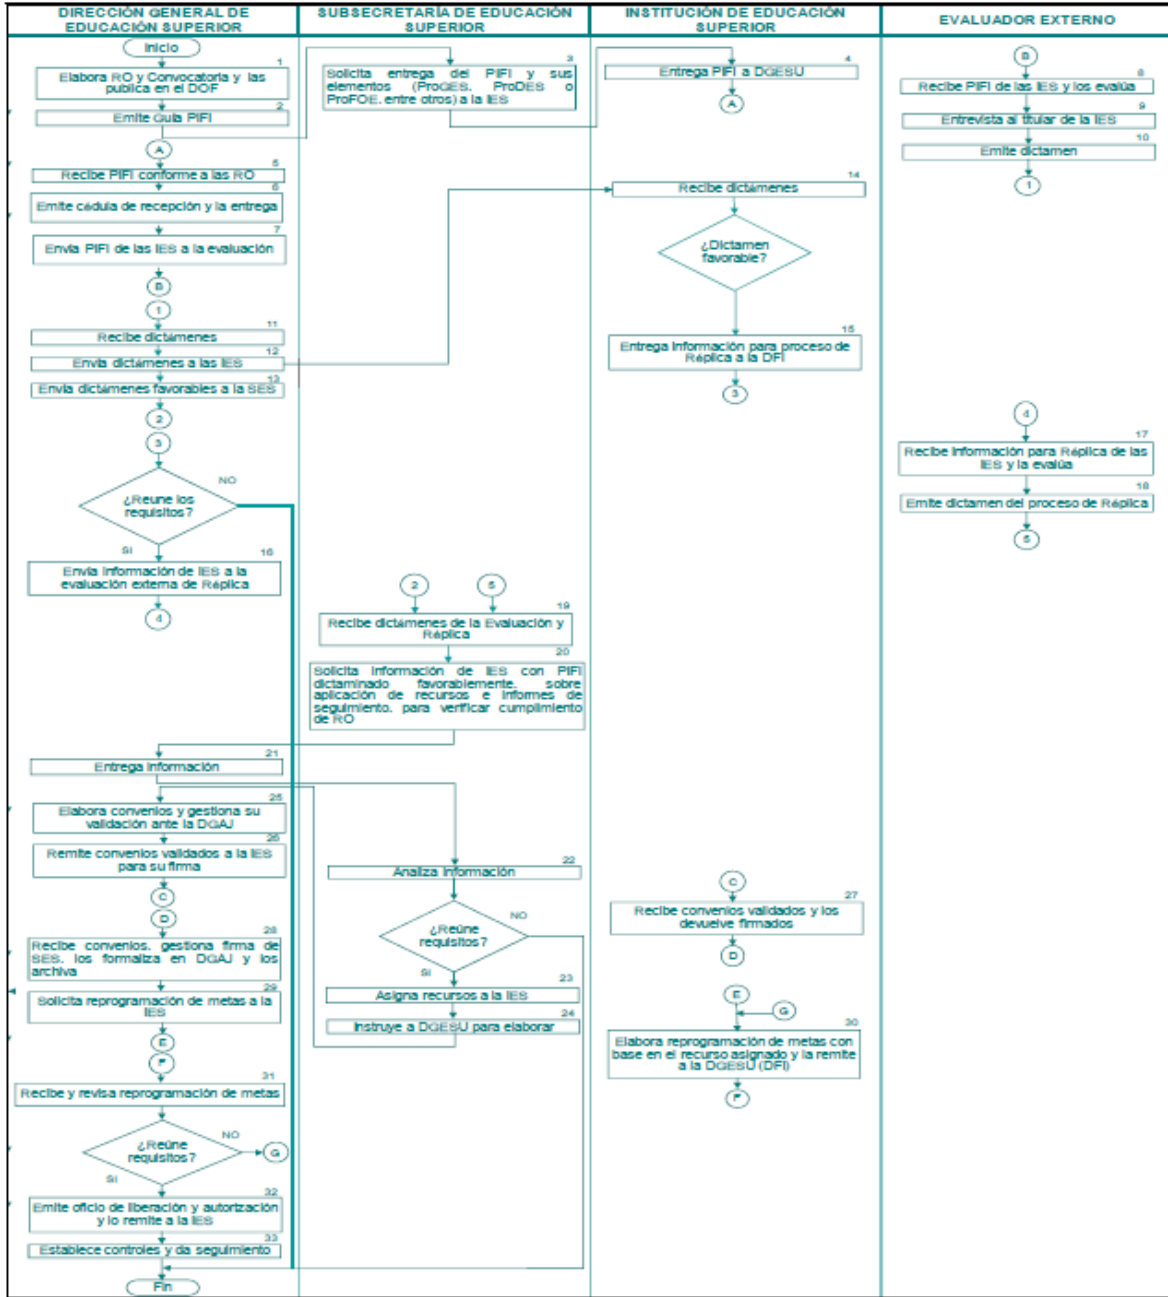 DIRECCIÓN GENERAL DE
EDUCACIÓN SUPERIOR
Inicio
1
Elabora RO y Convocatoria y las
publica en el DOF
2
Emite Guía PIFI
A
5
Recibe PIFI conforme a las RO
6
Emite cédula de recepción y la entrega
7
Envía PIFI de las IES a la evaluación
B
1
11
Recibe dictámenes
12
Envía dictámenes a las IES
13
Envía dictámenes favorables a la SES
2
3
¿Reune los
requisitos?
NO
SI
16
Envía información de IES a la
evaluación externa de Réplica
4
21
Entrega información
25
Elabora convenios y gestiona su
validación ante la DGAJ
26
Remite convenios validados a la IES
para su firma
C
D
28
Recibe convenios, gestiona firma de
SES, los formaliza en DGAJ y los
archiva
29
Solicita reprogramación de metas a la
IES
E
F
31
Recibe y revisa reprogramación de metas
¿Reúne
requisitos?
NO
G
SI
32
Emite oficio de liberación y autorización
y lo remite a la IES
33
Establece controles y da seguimiento
Fin
SUBSECRETARÍA DE EDUCACIÓN
SUPERIOR
3
Solicita entrega del PIFI y sus
elementos (ProGES, ProDES o
ProFOE, entre otros) a la IES
2
5
19
Recibe dictámenes de la Evaluación y
Réplica
20
Solicita información de IES con PIFI
dictaminado favorablemente, sobre
aplicación de recursos e informes de
seguimiento, para verificar cumplimiento
de RO
22
Analiza información
¿Reúne
requisitos?
NO
SI
23
Asigna recursos a la IES
24
Instruye a DGESU para elaborar
INSTITUCIÓN DE EDUCACIÓN
SUPERIOR
4
Entrega PIFI a DGESU
A
14
Recibe dictámenes
¿Dictamen
favorable?
15
Entrega información para proceso de
Réplica a la DFI
3
C
27
Recibe convenios validados y los
devuelve firmados
D
E
G
30
Elabora reprogramación de metas con
base en el recurso asignado y la remite
a la DGESU (DFI)
F
EVALUADOR EXTERNO
B
8
Recibe PIFI de las IES y los evalúa
9
Entrevista al titular de la IES
10
Emite dictamen
1
4
17
Recibe información para Réplica de las
IES y la evalúa
18
Emite dictamen del proceso de Réplica
5